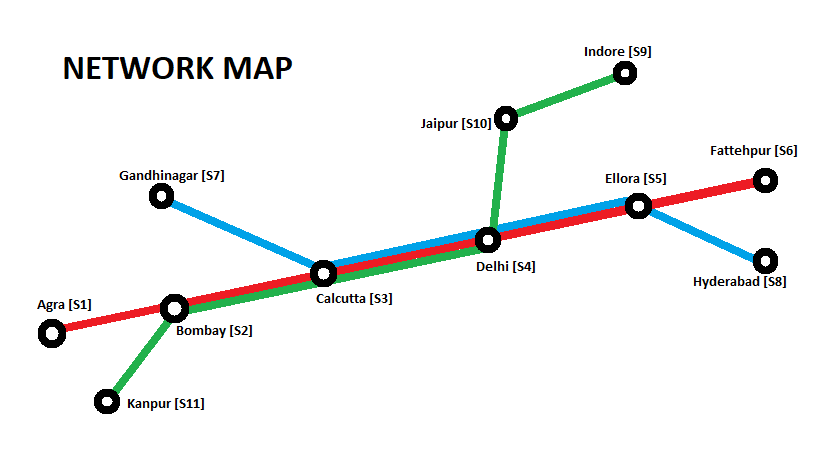 NETWORK MAP
Indore [S9]
Jaipur [S10]
Fattehpur [S6]
Gandhinagar [S7]
Ellora [S5]
Delhi [S4]
Hyderabad [S8]
Calcutta [S3]
Agra [S1]
Bombay [S2]
Kanpur [S11]